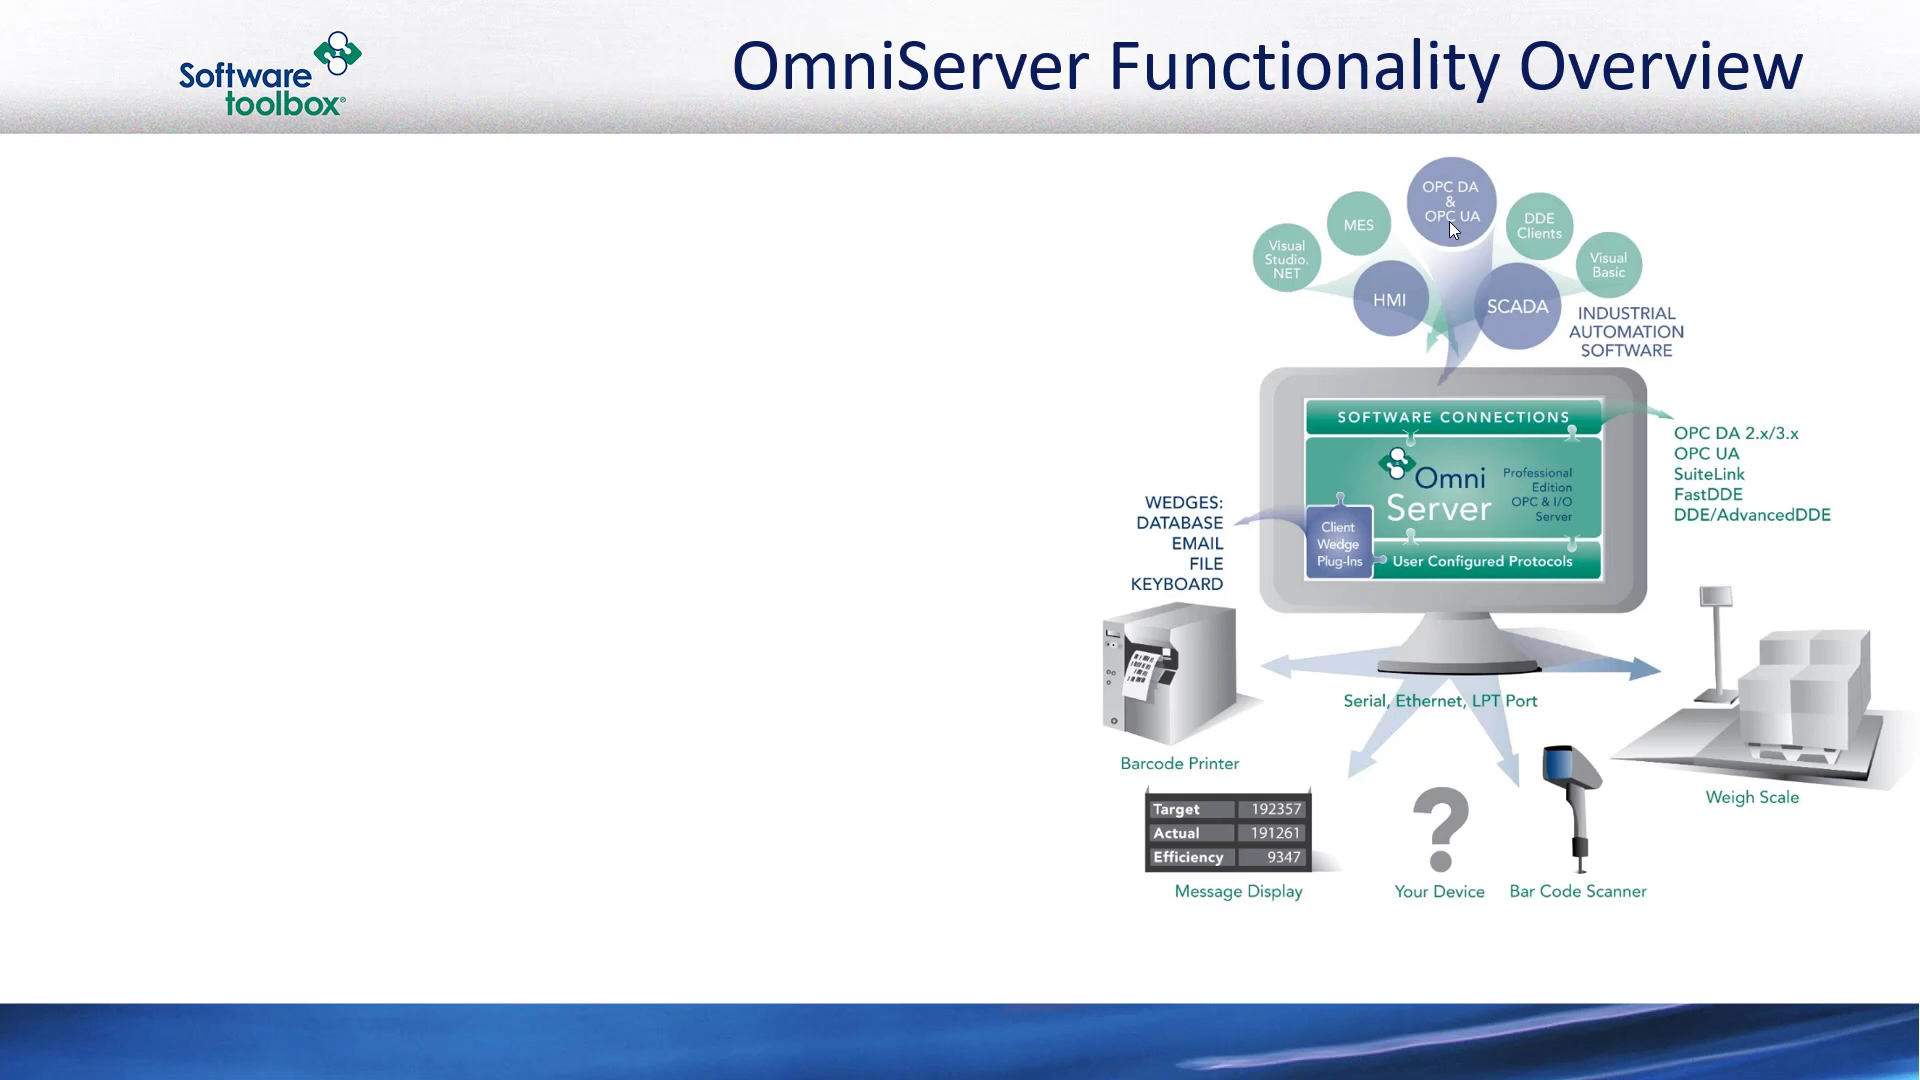 Software
toolbox®
OmniServer Functionality Overview
OPC DA
&
OPC UA
MES
DDE
Clients
Visual
Studio.
NET
Visual
Basic
HMI
SCADA
INDUSTRIAL
AUTOMATION
SOFTWARE
SOFTWARE CONNECTIONS
OPC DA 2.x/3.x
OPC UA
SuiteLink
FastDDE
DDE/AdvancedDDE
Omni
Server
Professional
Edition
OPC & I/O
Server
WEDGES:
DATABASE
EMAIL
FILE
KEYBOARD
Client
Wedge
Plug-Ins
User Configured Protocols
Serial, Ethernet, LPT Port
Barcode Printer
Weigh Scale
Target 192357
Actual 191261
Efficiency 9347
Message Display
?
Your Device
Bar Code Scanner